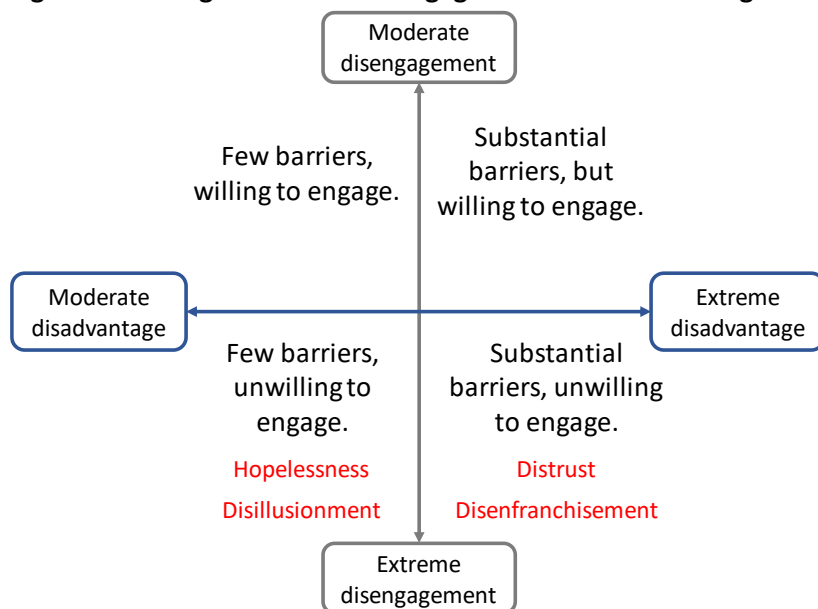 Moderate
disengagement
Few barriers,
willing to engage.
Substantial
barriers, but
willing to engage.
Moderate
disadvantage
Extreme
disadvantage
Few barriers,
unwilling to
engage.
Substantial
barriers, unwilling
to engage.
Hopelessness
Disillusionment
Distrust
Disenfranchisement
Extreme
disengagement